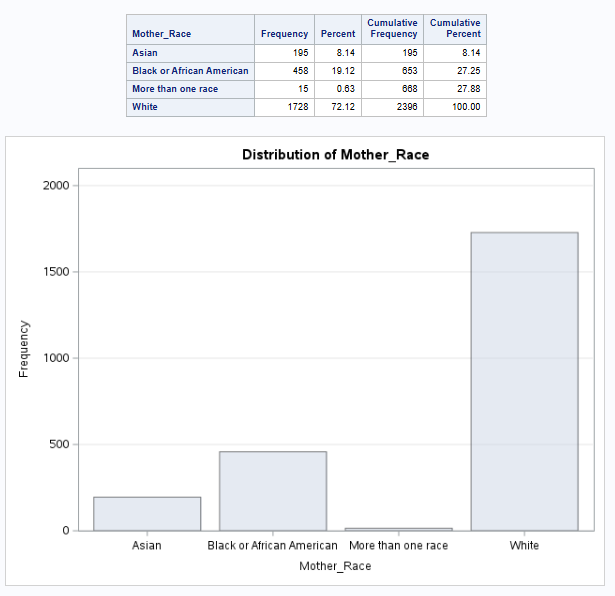 Mother_Race Frequency Percent Cumulative Frequency Cumulative Percent
Asian 195 8.14 195 8.14
Black or African American 458 19.12 653 27.25
More than one race 15 0.63 668 27.88
White 1728 72.12 2396 100.00
Distribution of Mother_Race
2000
1500
1000
500
0
Frequency
Asian Black or African American More than one race White
Mother_Race